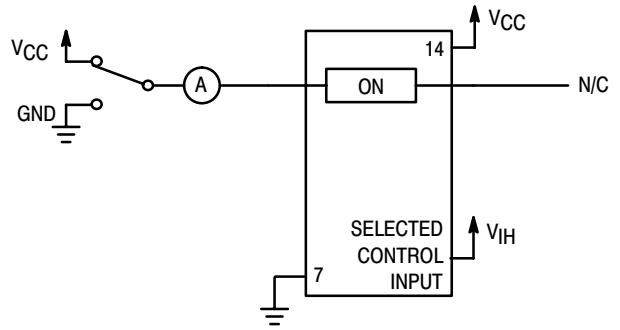 VCC
14
VCC
A
ON
N/C
GND
SELECTED
CONTROL
INPUT
VIH
7